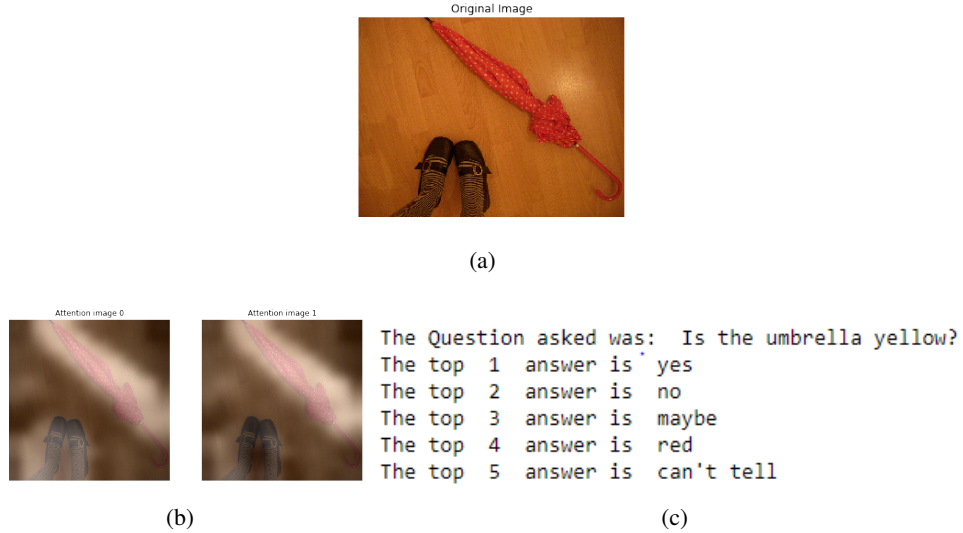 Original Image
(a)
Attention image 0
Attention image 1
The Question asked was: Is the umbrella yellow?
The top 1 answer is yes
The top 2 answer is no
The top 3 answer is maybe
The top 4 answer is red
The top 5 answer is can't tell
(b)
(c)